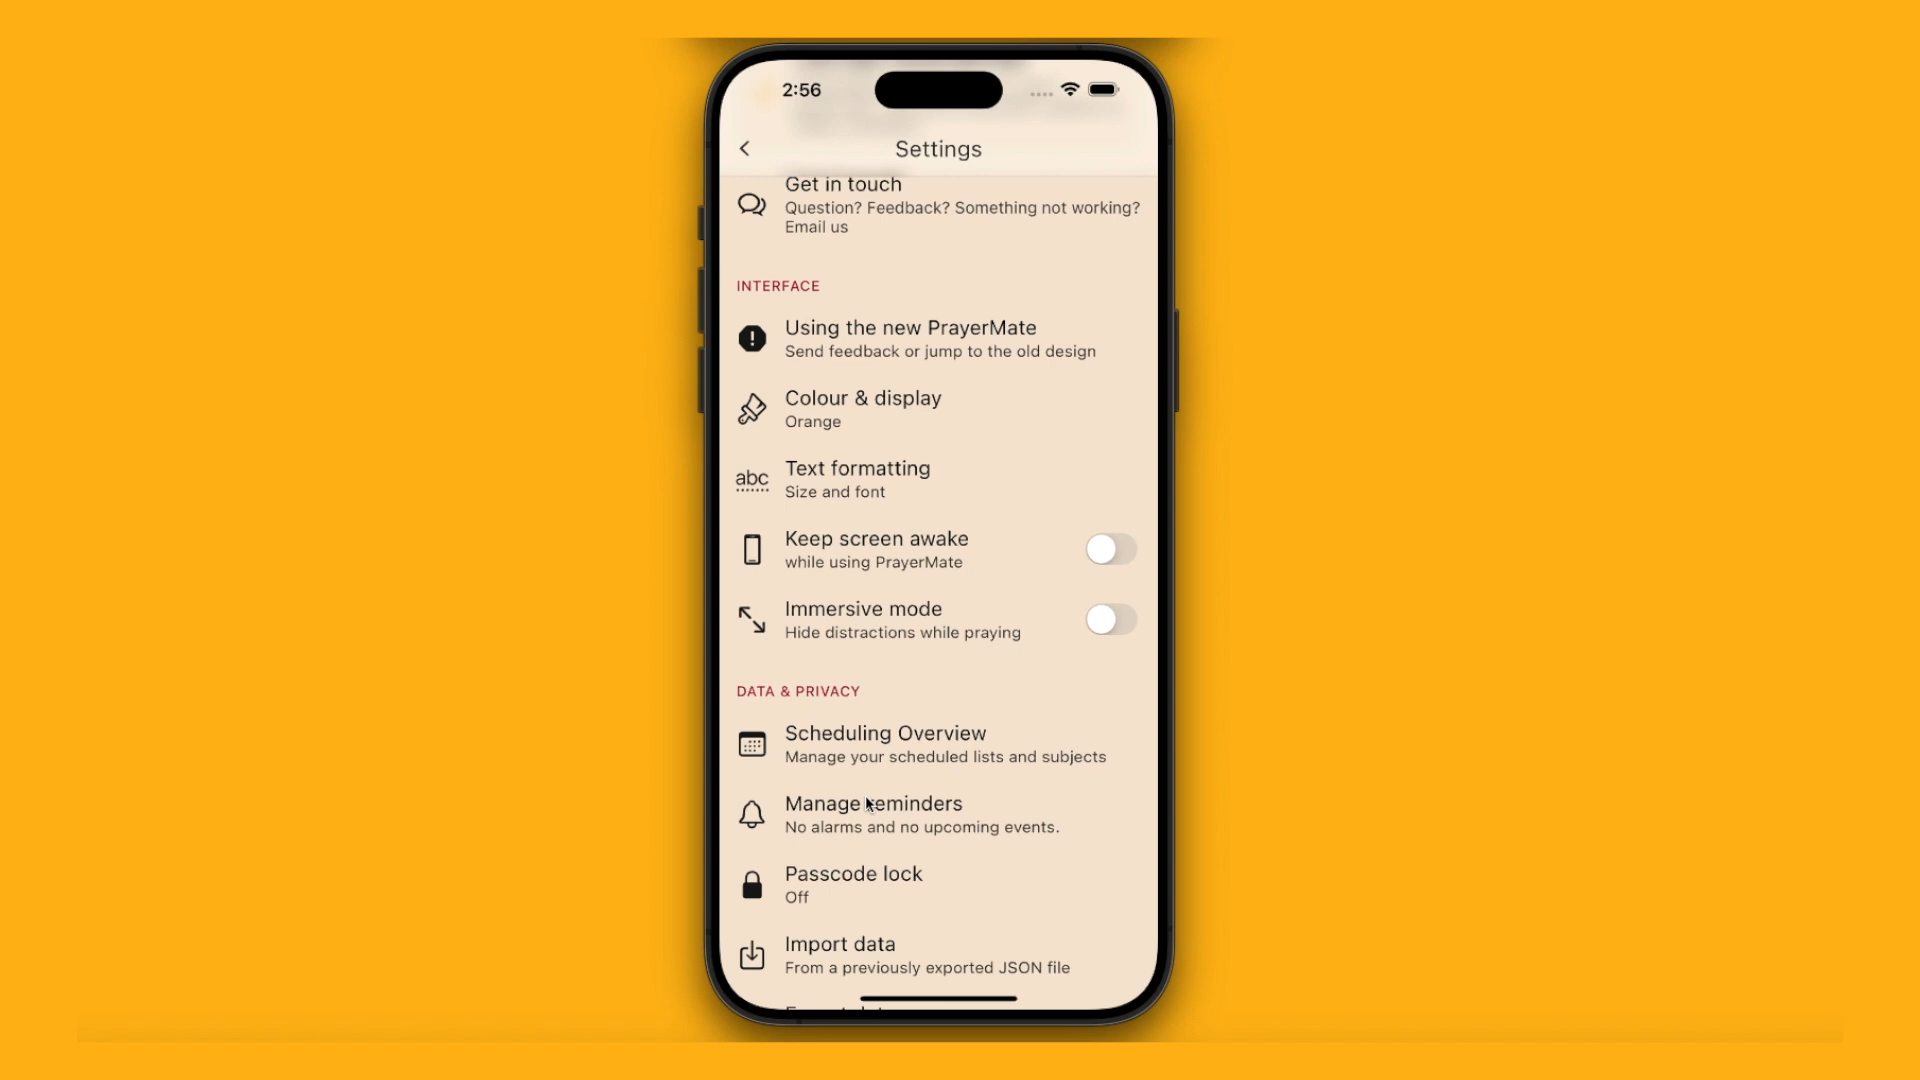 2:56
Settings
Get in touch
Question? Feedback? Something not working?
Email us
INTERFACE
Using the new PrayerMate
Send feedback or jump to the old design
Colour & display
Orange
abc
Text formatting
Size and font
Keep screen awake
while using PrayerMate
Immersive mode
Hide distractions while praying
DATA & PRIVACY
Scheduling Overview
Manage your scheduled lists and subjects
Manage reminders
No alarms and no upcoming events.
Passcode lock
Off
Import data
From a previously exported JSON file